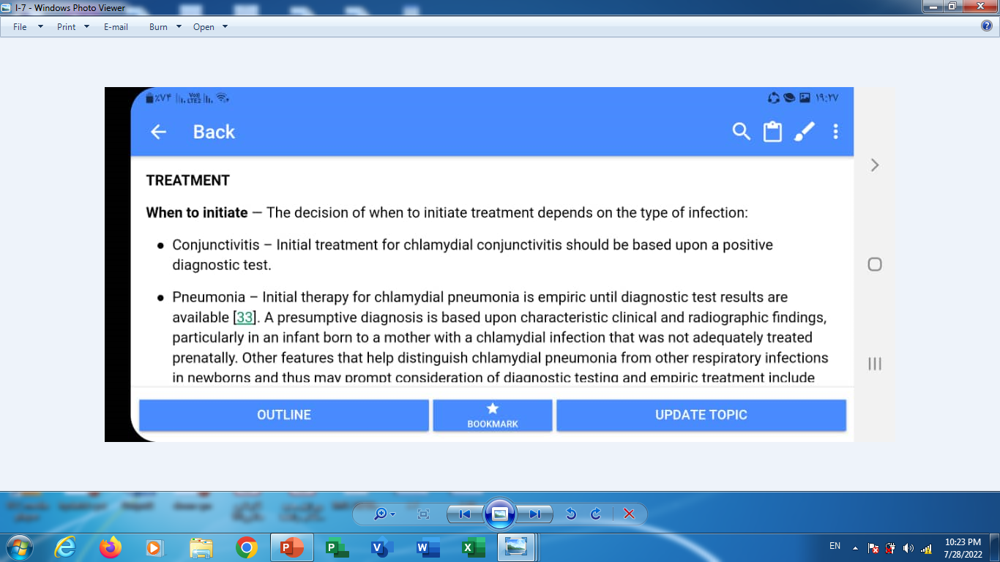 I-7 - Windows Photo Viewer
File Print E-mail Burn Open
٪۷۴ Vo)) LTE2 ۱۹:۲۷
Back
TREATMENT
When to initiate — The decision of when to initiate treatment depends on the type of infection:
● Conjunctivitis – Initial treatment for chlamydial conjunctivitis should be based upon a positive
diagnostic test.
● Pneumonia – Initial therapy for chlamydial pneumonia is empiric until diagnostic test results are
available [33]. A presumptive diagnosis is based upon characteristic clinical and radiographic findings,
particularly in an infant born to a mother with a chlamydial infection that was not adequately treated
prenatally. Other features that help distinguish chlamydial pneumonia from other respiratory infections
in newborns and thus may prompt consideration of diagnostic testing and empiric treatment include
OUTLINE
BOOKMARK
UPDATE TOPIC
EN
10:23 PM
7/28/2022